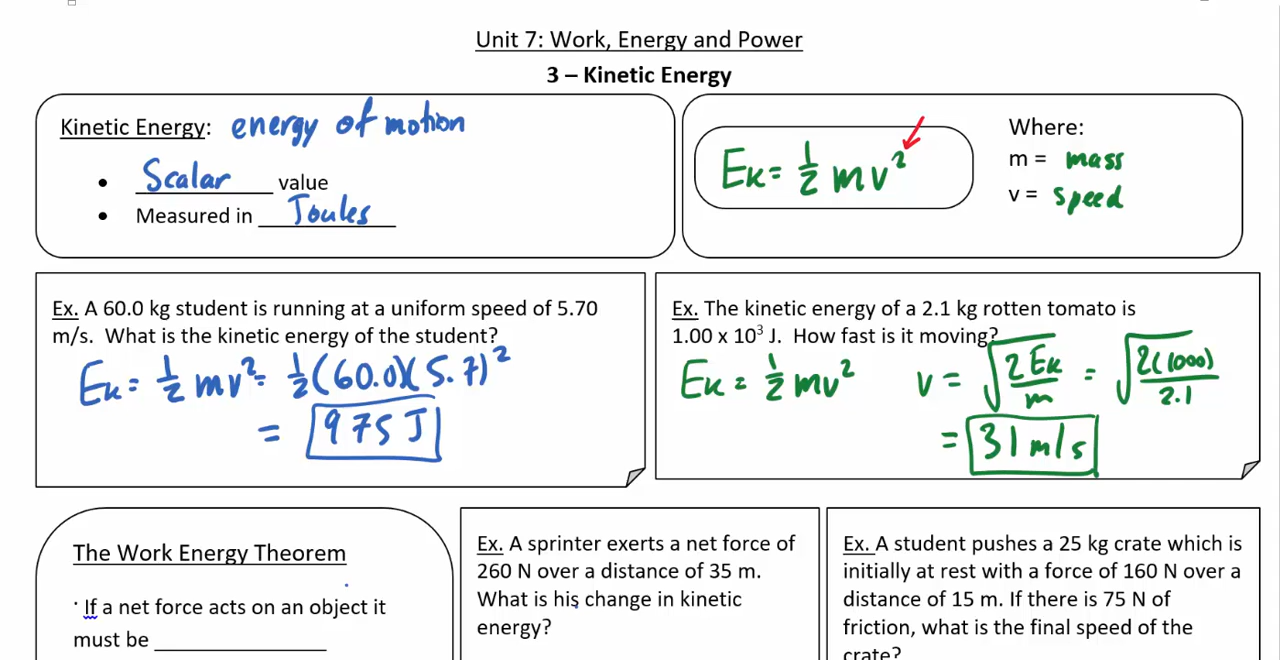 Unit 7: Work, Energy and Power
3 – Kinetic Energy
Kinetic Energy: energy of motion
• Scalar value
• Measured in Joules
Ek = 1/2 mv²
Where:
m = mass
v = speed
Ex. A 60.0 kg student is running at a uniform speed of 5.70
m/s. What is the kinetic energy of the student?
Ek = 1/2 mv² = 1/2 (60.0)(5.7)²
= 975 J
Ex. The kinetic energy of a 2.1 kg rotten tomato is
1.00 x 10³ J. How fast is it moving?
Ek = 1/2 mv² v = √(2Ek/m) = √(2(1000)/2.1)
= 31 m/s
The Work Energy Theorem
· If a net force acts on an object it
must be ____________
Ex. A sprinter exerts a net force of
260 N over a distance of 35 m.
What is his change in kinetic
energy?
Ex. A student pushes a 25 kg crate which is
initially at rest with a force of 160 N over a
distance of 15 m. If there is 75 N of
friction, what is the final speed of the
crate?